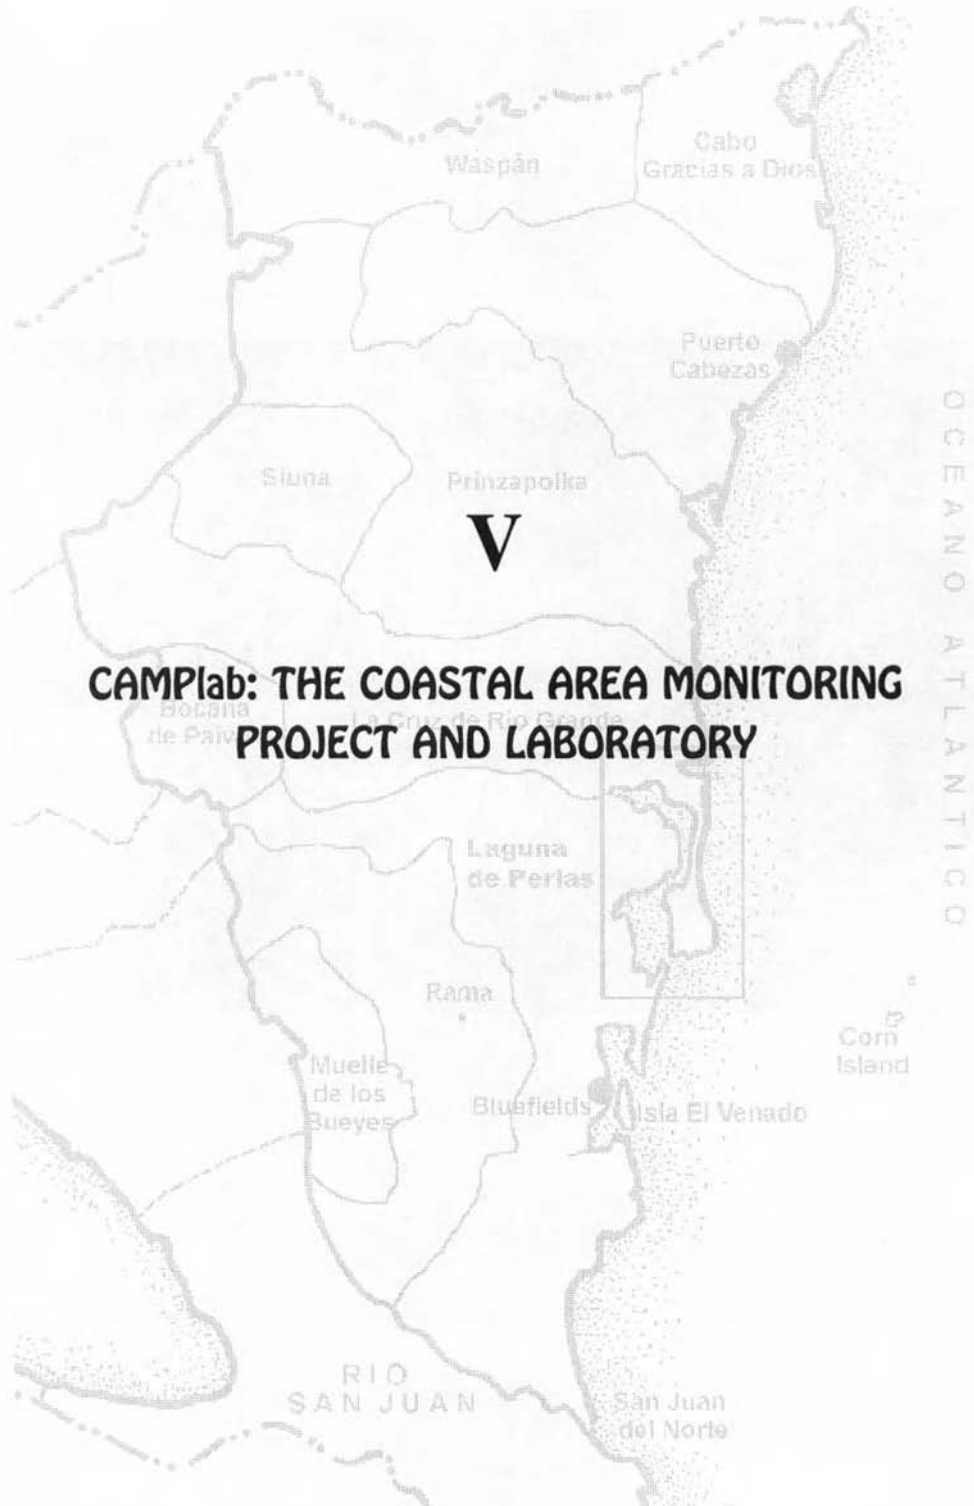 Waspán
Cabo
Gracias a Dios
Puerto
Cabezas
OCEANO ATLANTICO
Siuna
Prinzapolka
V
CAMPlab: THE COASTAL AREA MONITORING
PROJECT AND LABORATORY
Bocana
de Paiwas
La Cruz de Rio Grande
Laguna
de Perlas
Rama
Corn
Island
Muelle
de los
Bueyes
Bluefields
Isla El Venado
RIO
SAN JUAN
San Juan
del Norte